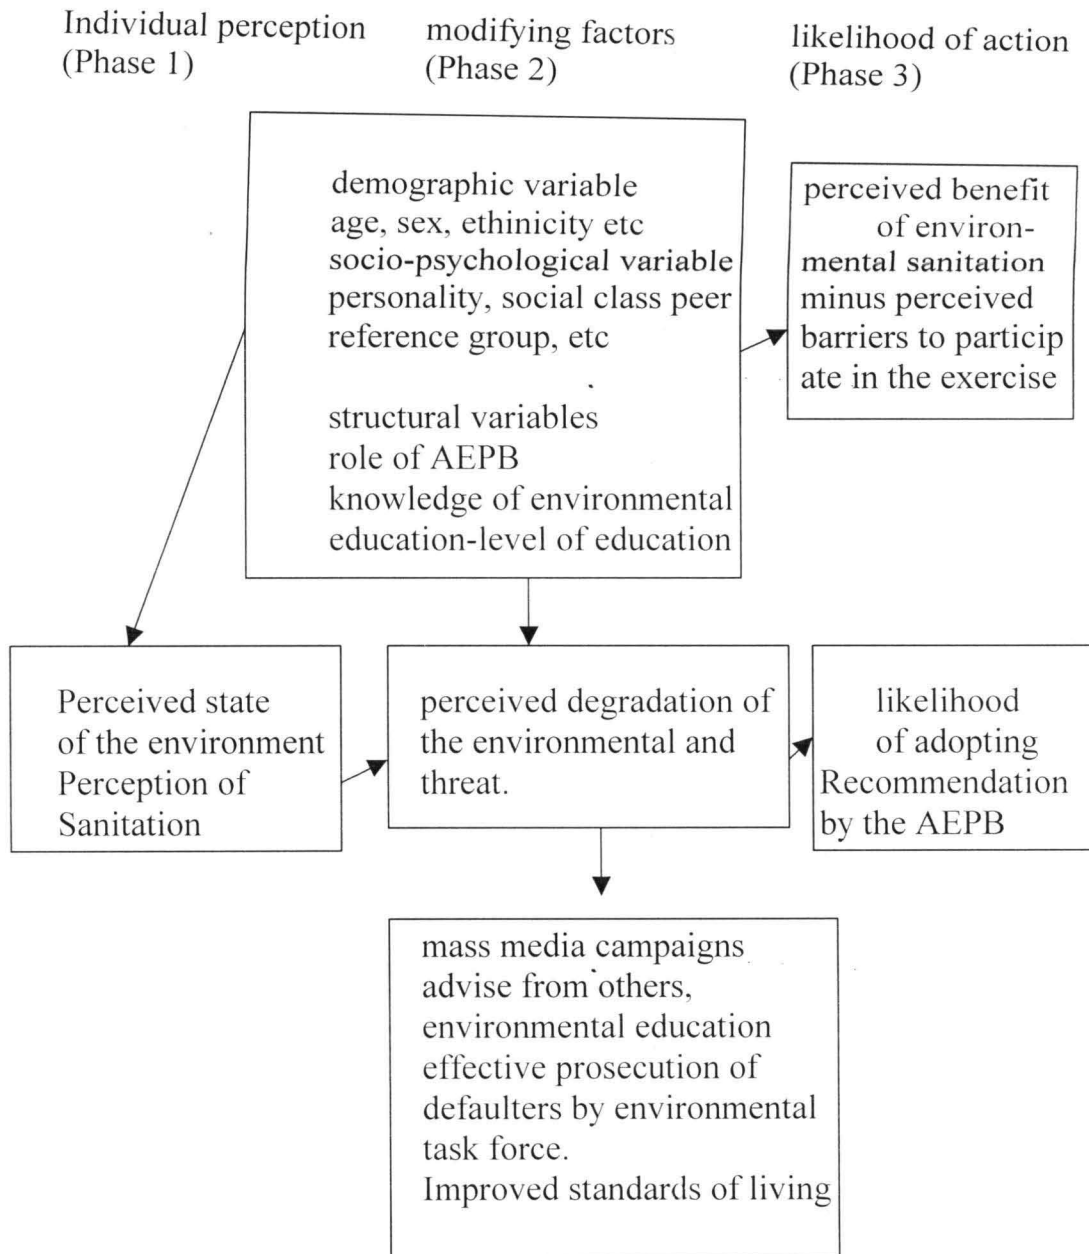 Individual perception
(Phase 1)
modifying factors
(Phase 2)
likelihood of action
(Phase 3)
demographic variable
age, sex, ethinicity etc
socio-psychological variable
personality, social class peer
reference group, etc
structural variables
role of AEPB
knowledge of environmental
education-level of education
perceived benefit
of environ-
mental sanitation
minus perceived
barriers to particip
ate in the exercise
Perceived state
of the environment
Perception of
Sanitation
perceived degradation of
the environmental and
threat.
likelihood
of adopting
Recommendation
by the AEPB
mass media campaigns
advise from others,
environmental education
effective prosecution of
defaulters by environmental
task force.
Improved standards of living